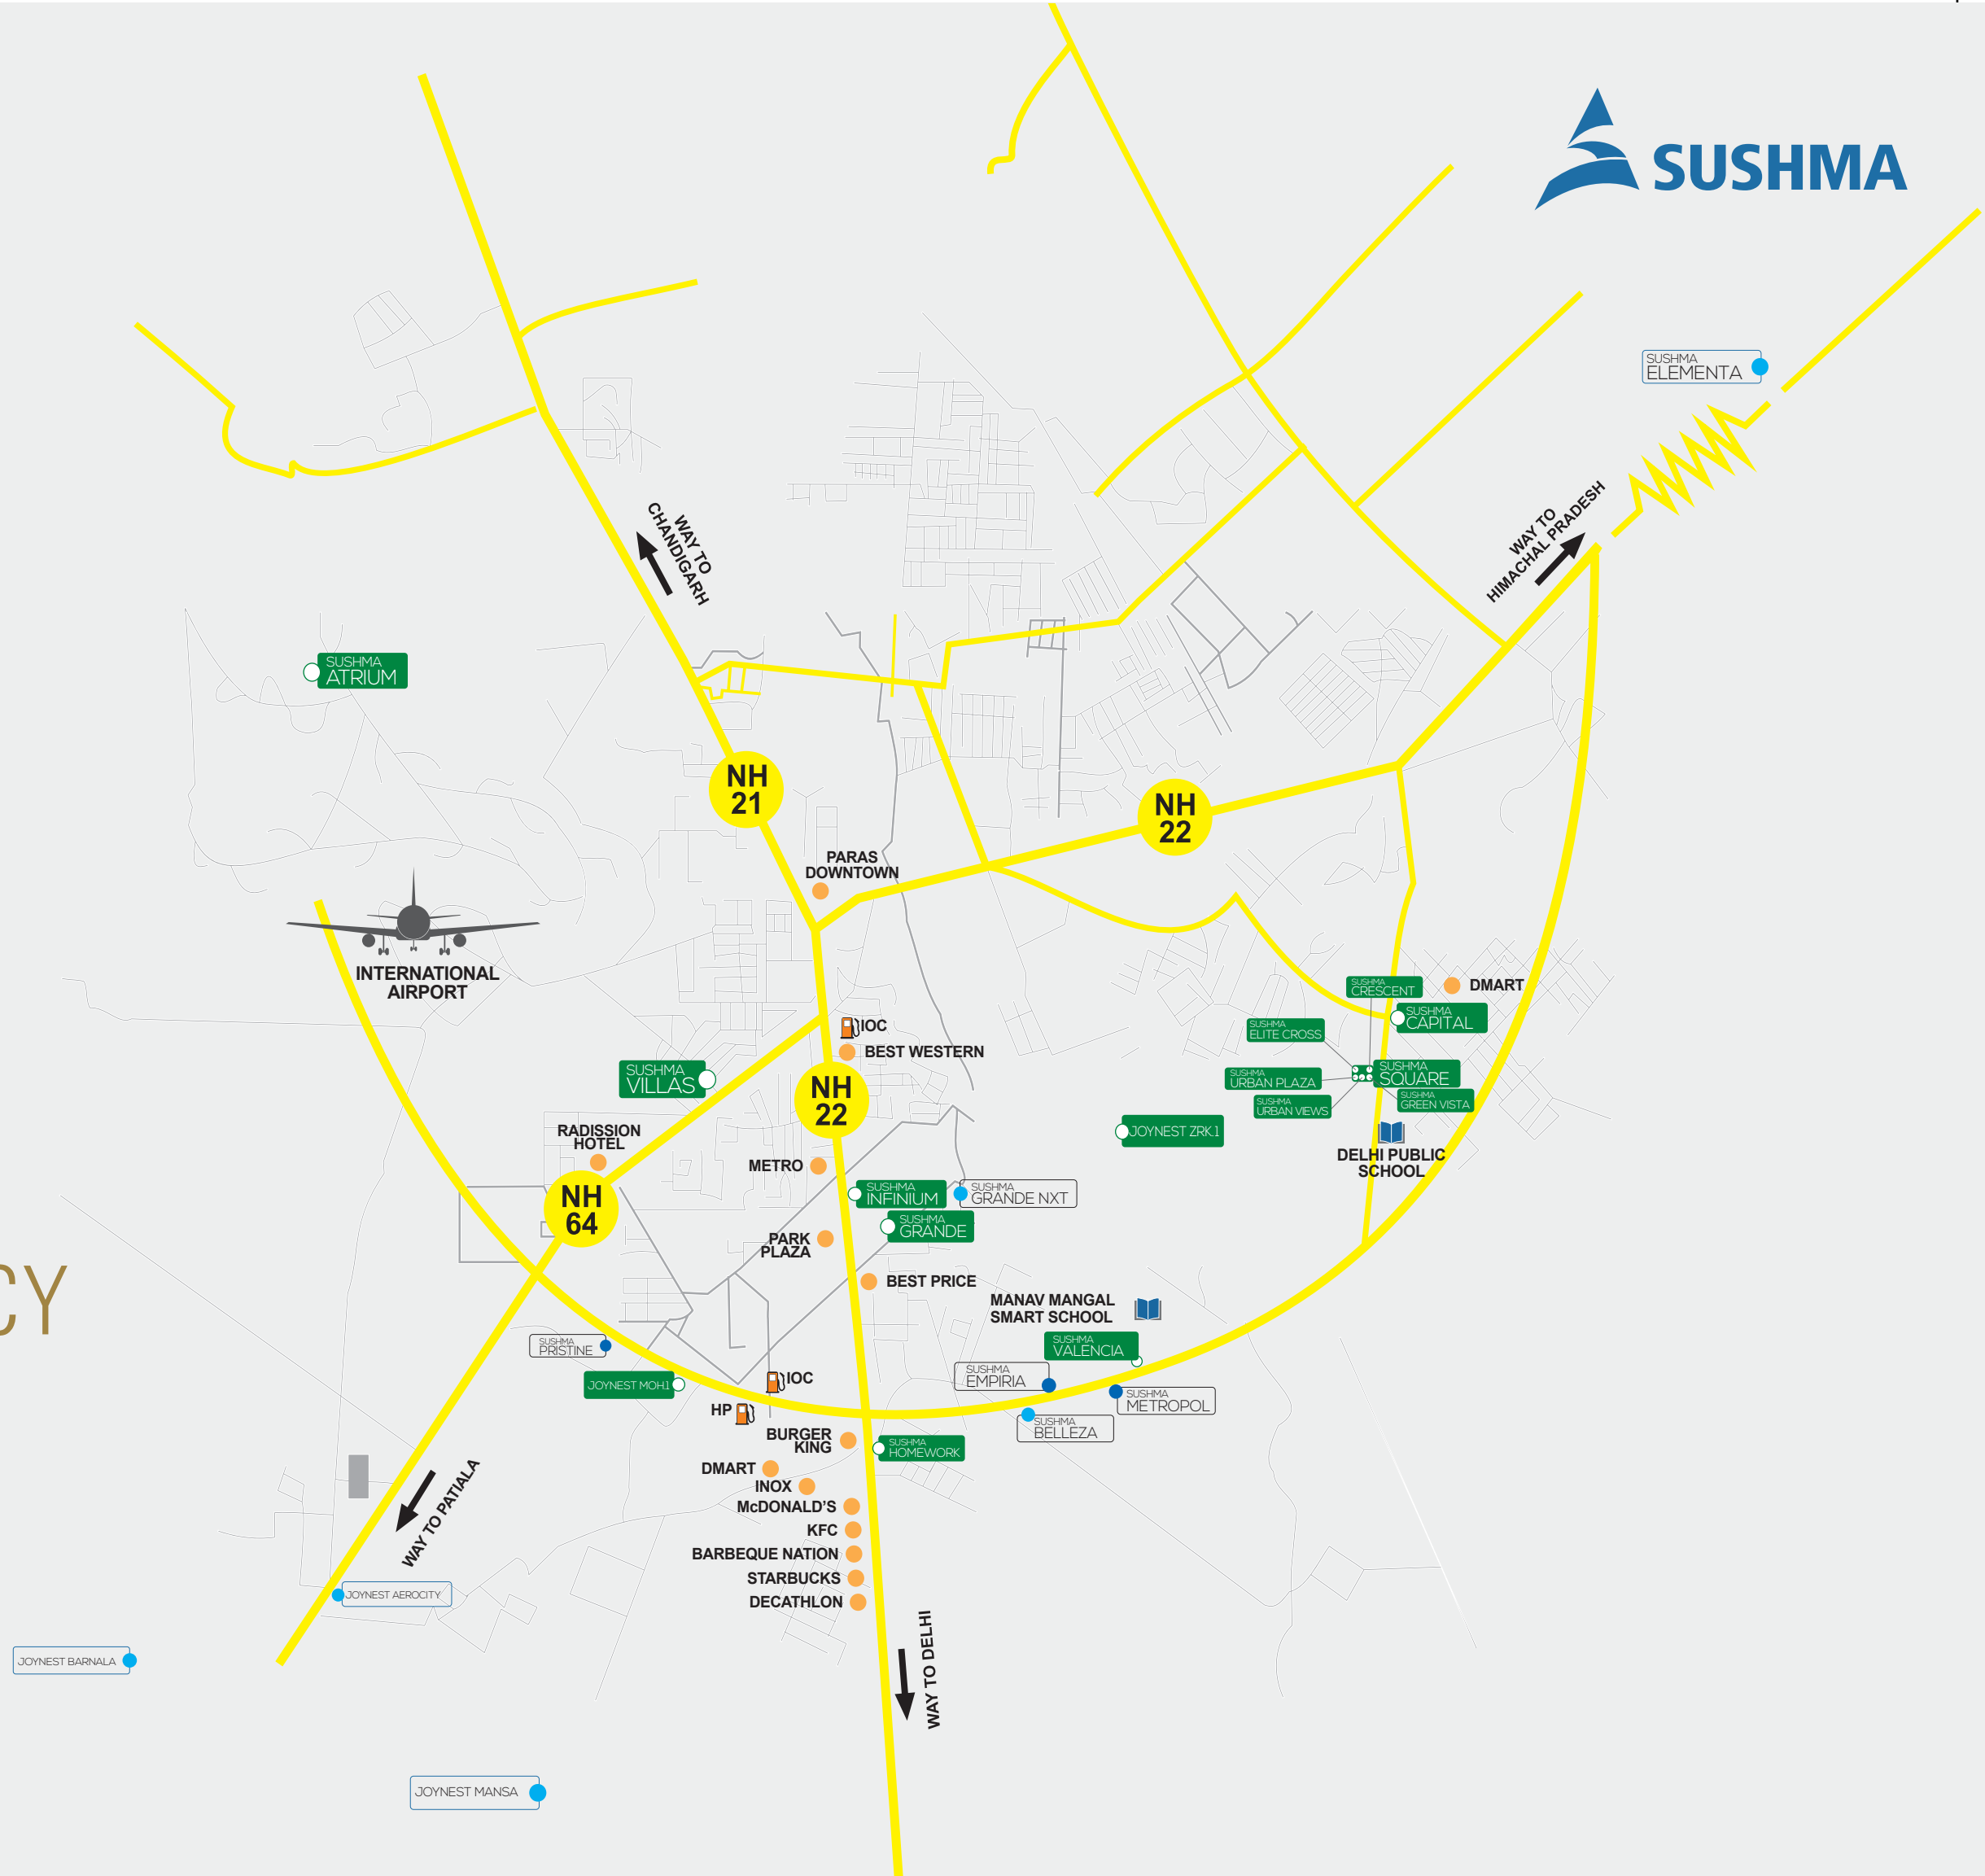 SUSHMA
SUSHMA
ELEMENTA
WAY TO
CHANDIGARH
WAY TO
HIMACHAL PRADESH
SUSHMA
ATRIUM
NH
21
NH
22
PARAS
DOWNTOWN
INTERNATIONAL
AIRPORT
SUSHMA
CRESCENT
DMART
SUSHMA
CAPITAL
SUSHMA
ELITE CROSS
IOC
BEST WESTERN
SUSHMA
VILLAS
SUSHMA
URBAN PLAZA
SUSHMA
SQUARE
NH
22
SUSHMA
URBAN VIEWS
SUSHMA
GREEN VISTA
JOYNEST ZRK.1
RADISSION
HOTEL
METRO
DELHI PUBLIC
SCHOOL
NH
64
SUSHMA
INFINIUM
SUSHMA
GRANDE NXT
SUSHMA
GRANDE
PARK
PLAZA
CY
BEST PRICE
MANAV MANGAL
SMART SCHOOL
SUSHMA
PRISTINE
SUSHMA
VALENCIA
SUSHMA
EMPIRIA
JOYNEST MOH.1
IOC
SUSHMA
METROPOL
HP
SUSHMA
BELLEZA
BURGER
KING
SUSHMA
HOMEWORK
DMART
INOX
McDONALD'S
KFC
BARBEQUE NATION
STARBUCKS
DECATHLON
WAY TO PATIALA
JOYNEST AEROCITY
WAY TO DELHI
JOYNEST BARNALA
JOYNEST MANSA